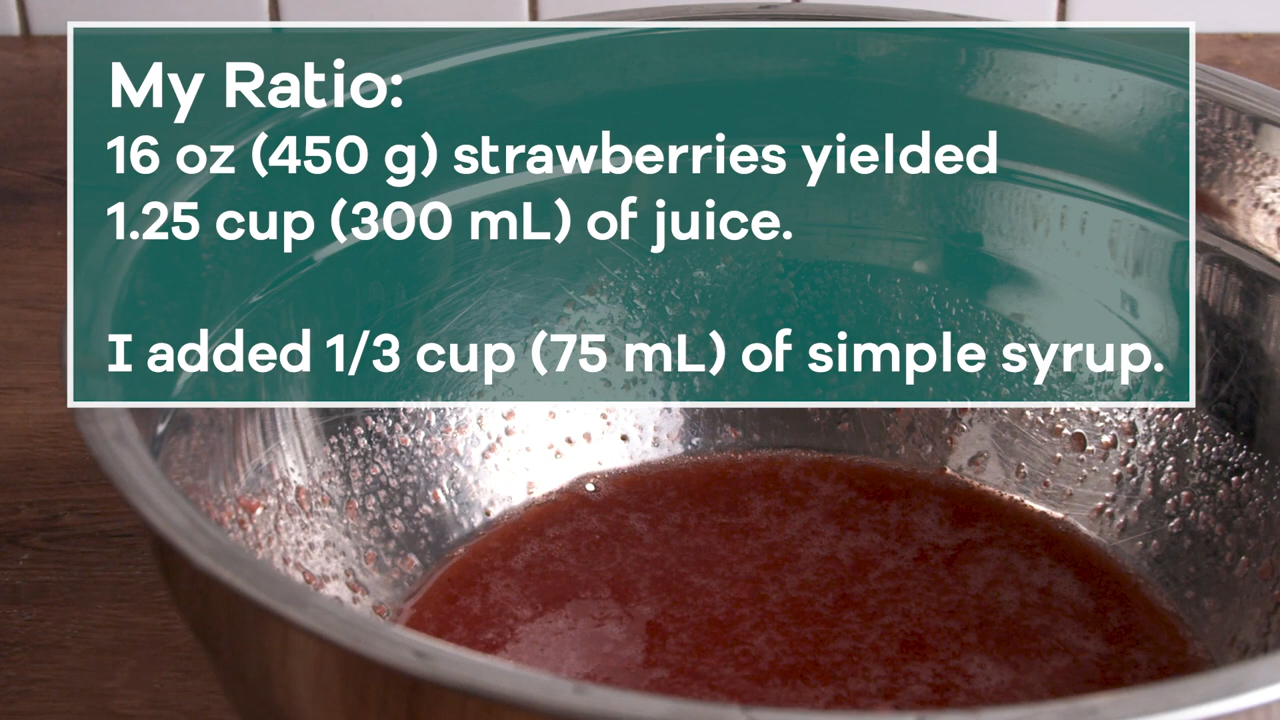 My Ratio:
16 oz (450 g) strawberries yielded
1.25 cup (300 mL) of juice.
I added 1/3 cup (75 mL) of simple syrup.